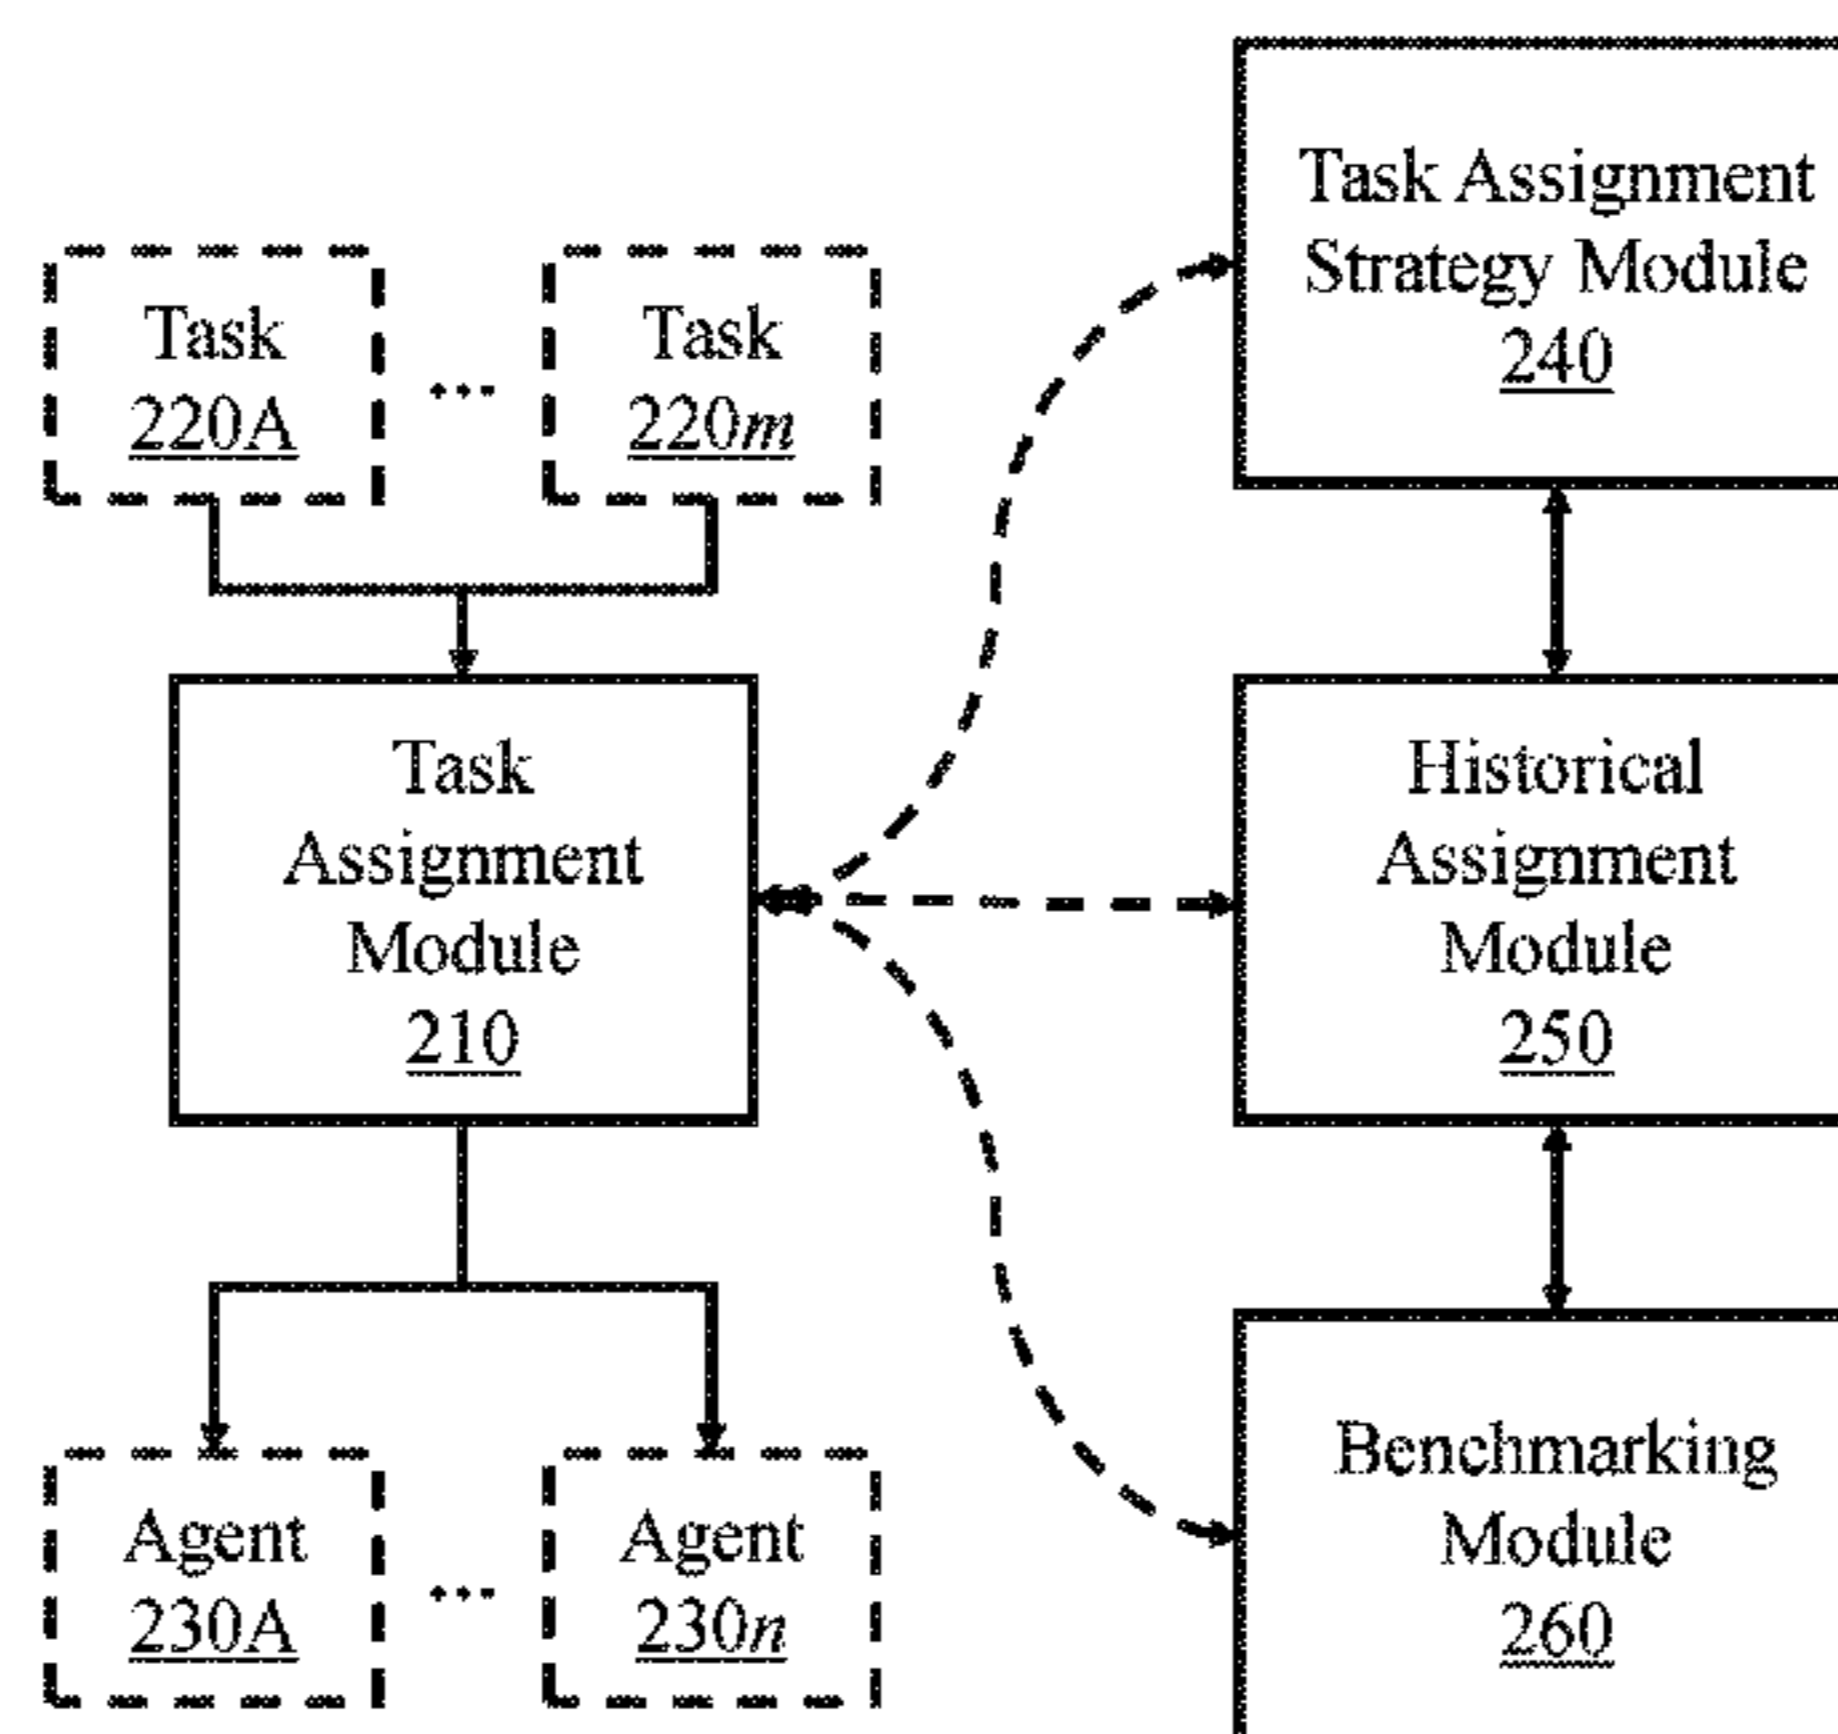 Task Assignment
Strategy Module
240
Task
220A
...
Task
220m
Task
Assignment
Module
210
Historical
Assignment
Module
250
Agent
230A
...
Agent
230n
Benchmarking
Module
260